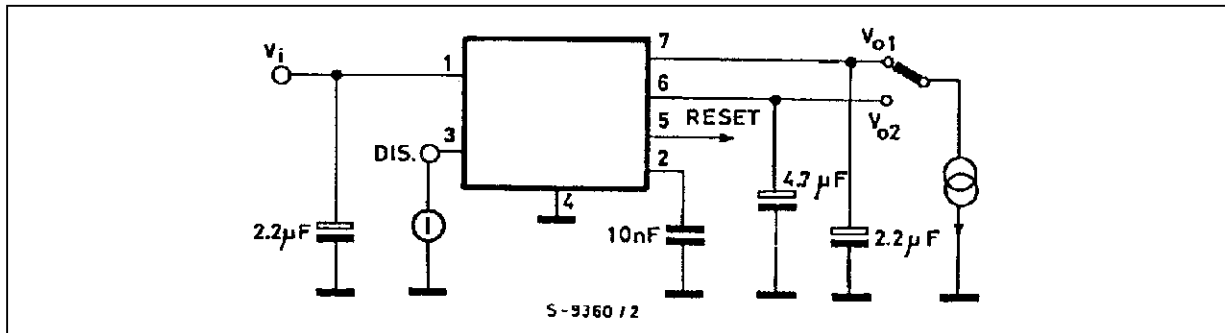 Vi
1
7
Vo1
6
RESET
5
Vo2
DIS.
3
2
4
4.7µF
2.2µF
10nF
2.2µF
S-9360/2